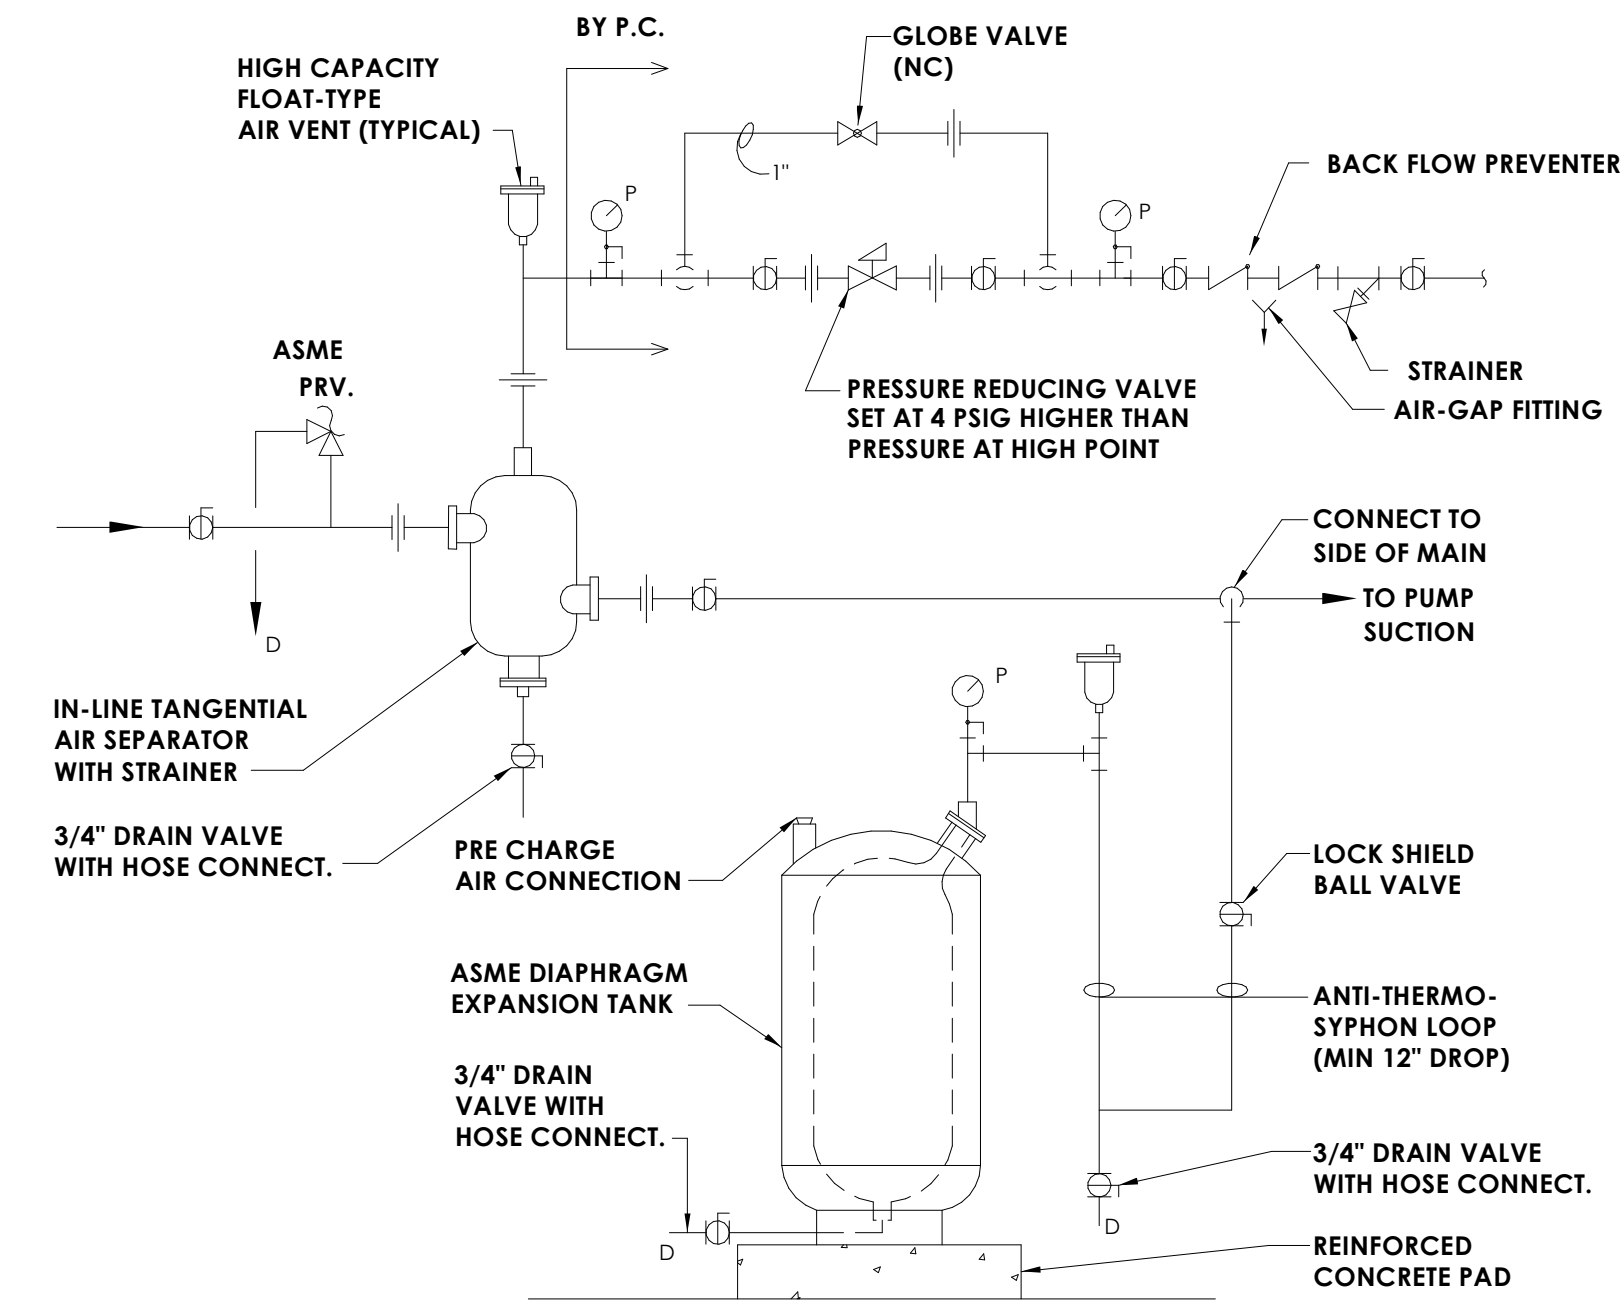 BY P.C.
HIGH CAPACITY
FLOAT-TYPE
AIR VENT (TYPICAL)
GLOBE VALVE
(NC)
1"
BACK FLOW PREVENTER
P
P
ASME
PRV.
PRESSURE REDUCING VALVE
SET AT 4 PSIG HIGHER THAN
PRESSURE AT HIGH POINT
STRAINER
AIR-GAP FITTING
CONNECT TO
SIDE OF MAIN
TO PUMP
SUCTION
D
P
IN-LINE TANGENTIAL
AIR SEPARATOR
WITH STRAINER
3/4" DRAIN VALVE
WITH HOSE CONNECT.
PRE CHARGE
AIR CONNECTION
LOCK SHIELD
BALL VALVE
ASME DIAPHRAGM
EXPANSION TANK
ANTI-THERMO-
SYPHON LOOP
(MIN 12" DROP)
3/4" DRAIN
VALVE WITH
HOSE CONNECT.
3/4" DRAIN VALVE
WITH HOSE CONNECT.
D
D
REINFORCED
CONCRETE PAD